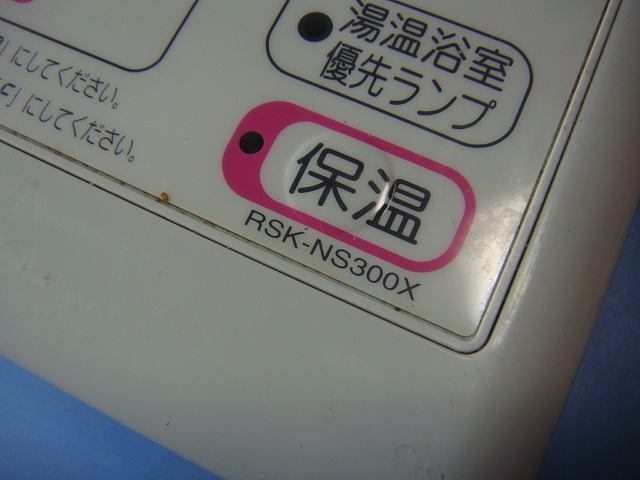 にしてください。
にしてください。
湯温浴室
優先ランプ
保温
RSK-NS300X